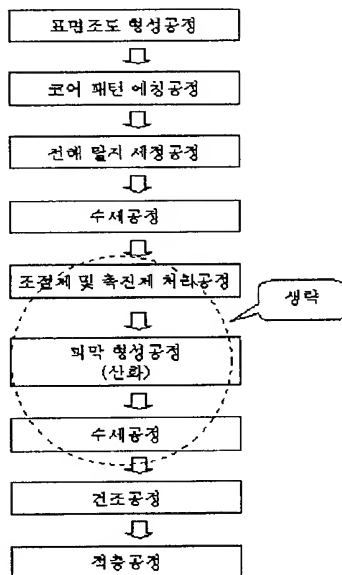 표면조도 형성공정
코어 패턴 에칭공정
전해 탈지 세정공정
수세공정
조절제 및 촉진제 처리공정
생략
피막 형성공정
(산화)
수세공정
건조공정
적층공정